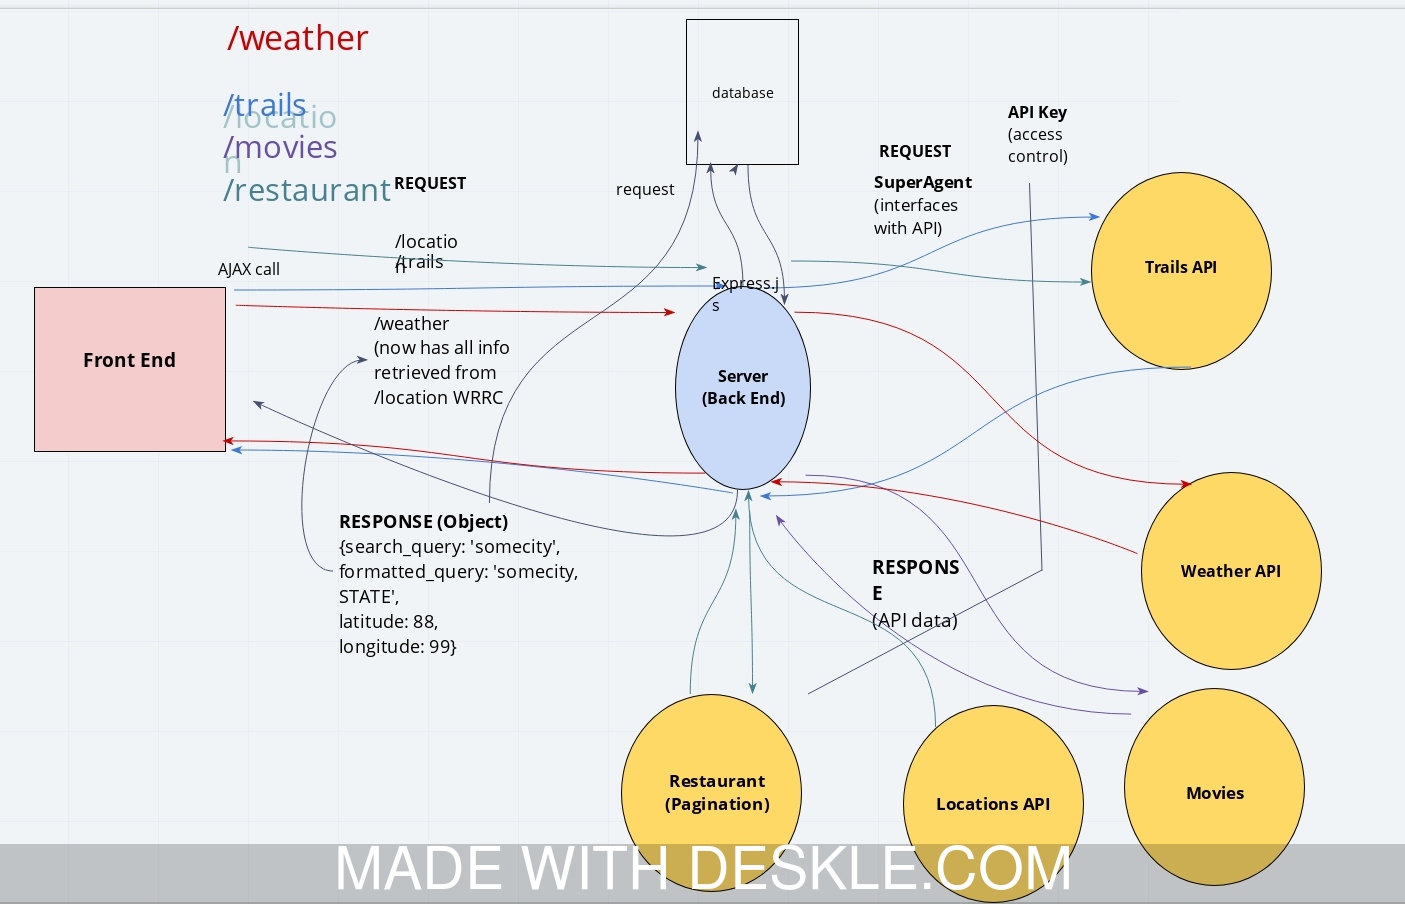 /weather
/trails
/locatio
n
/movies
/restaurant
REQUEST
/locatio
n
/trails
AJAX call
Front End
/weather
(now has all info
retrieved from
/location WRRC
RESPONSE (Object)
{search_query: 'somecity',
formatted_query: 'somecity,
STATE',
latitude: 88,
longitude: 99}
database
request
Express.j
s
Server
(Back End)
REQUEST
SuperAgent
(interfaces
with API)
API Key
(access
control)
Trails API
Weather API
RESPONS
E
(API data)
Restaurant
(Pagination)
Locations API
Movies
MADE WITH DESKLE.COM